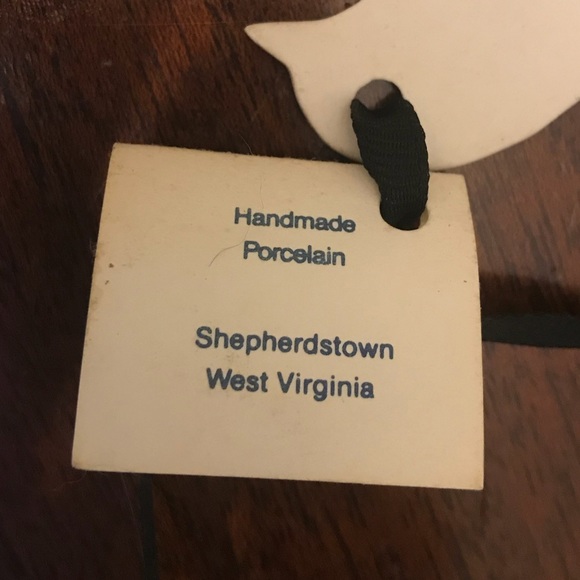 Handmade
Porcelain
Shepherdstown
West Virginia